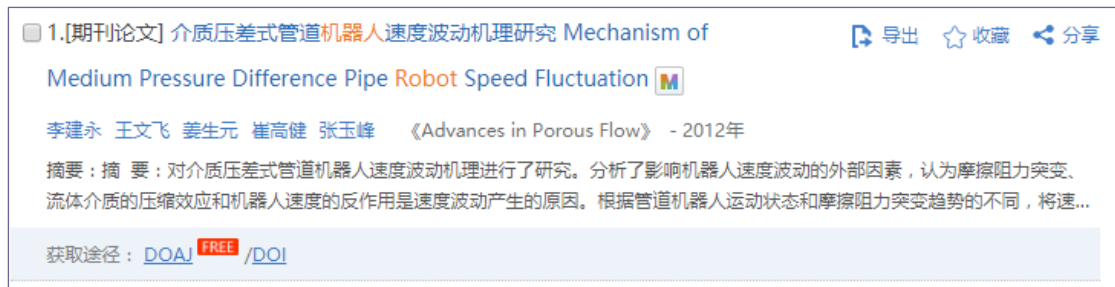 1.[期刊论文] 介质压差式管道机器人速度波动机理研究 Mechanism of 导出 收藏 分享
Medium Pressure Difference Pipe Robot Speed Fluctuation M
李建永 王文飞 姜生元 崔高健 张玉峰 《Advances in Porous Flow》 - 2012年
摘要：摘 要：对介质压差式管道机器人速度波动机理进行了研究。分析了影响机器人速度波动的外部因素，认为摩擦阻力突变、
流体介质的压缩效应和机器人速度的反作用是速度波动产生的原因。根据管道机器人运动状态和摩擦阻力突变趋势的不同，将速...
获取途径： DOAJ FREE /DOI